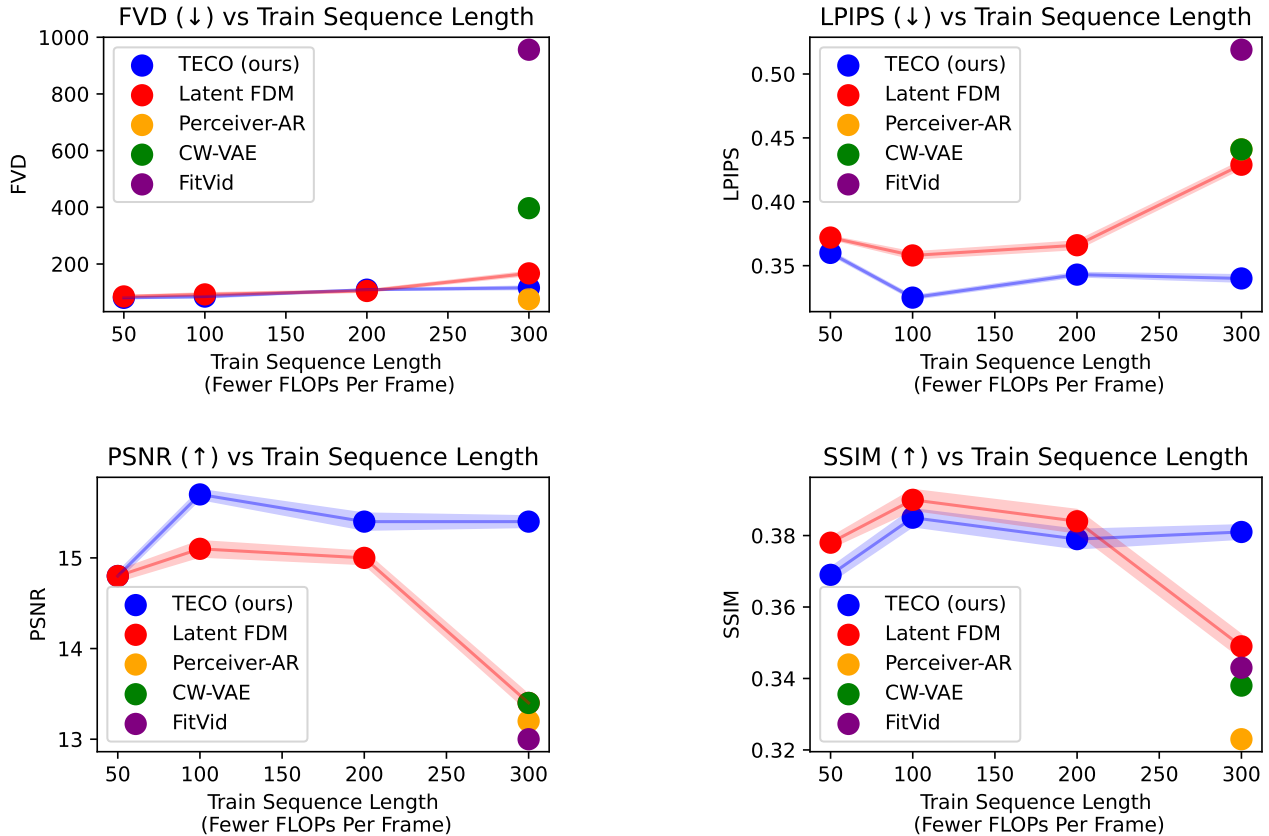 FVD (↓) vs Train Sequence Length
1000
800
600
400
200
FVD
TECO (ours)
Latent FDM
Perceiver-AR
CW-VAE
FitVid
50 100 150 200 250 300
Train Sequence Length
(Fewer FLOPs Per Frame)
LPIPS (↓) vs Train Sequence Length
0.50
0.45
0.40
0.35
LPIPS
TECO (ours)
Latent FDM
Perceiver-AR
CW-VAE
FitVid
50 100 150 200 250 300
Train Sequence Length
(Fewer FLOPs Per Frame)
PSNR (↑) vs Train Sequence Length
15
14
13
PSNR
TECO (ours)
Latent FDM
Perceiver-AR
CW-VAE
FitVid
50 100 150 200 250 300
Train Sequence Length
(Fewer FLOPs Per Frame)
SSIM (↑) vs Train Sequence Length
0.38
0.36
0.34
0.32
SSIM
TECO (ours)
Latent FDM
Perceiver-AR
CW-VAE
FitVid
50 100 150 200 250 300
Train Sequence Length
(Fewer FLOPs Per Frame)